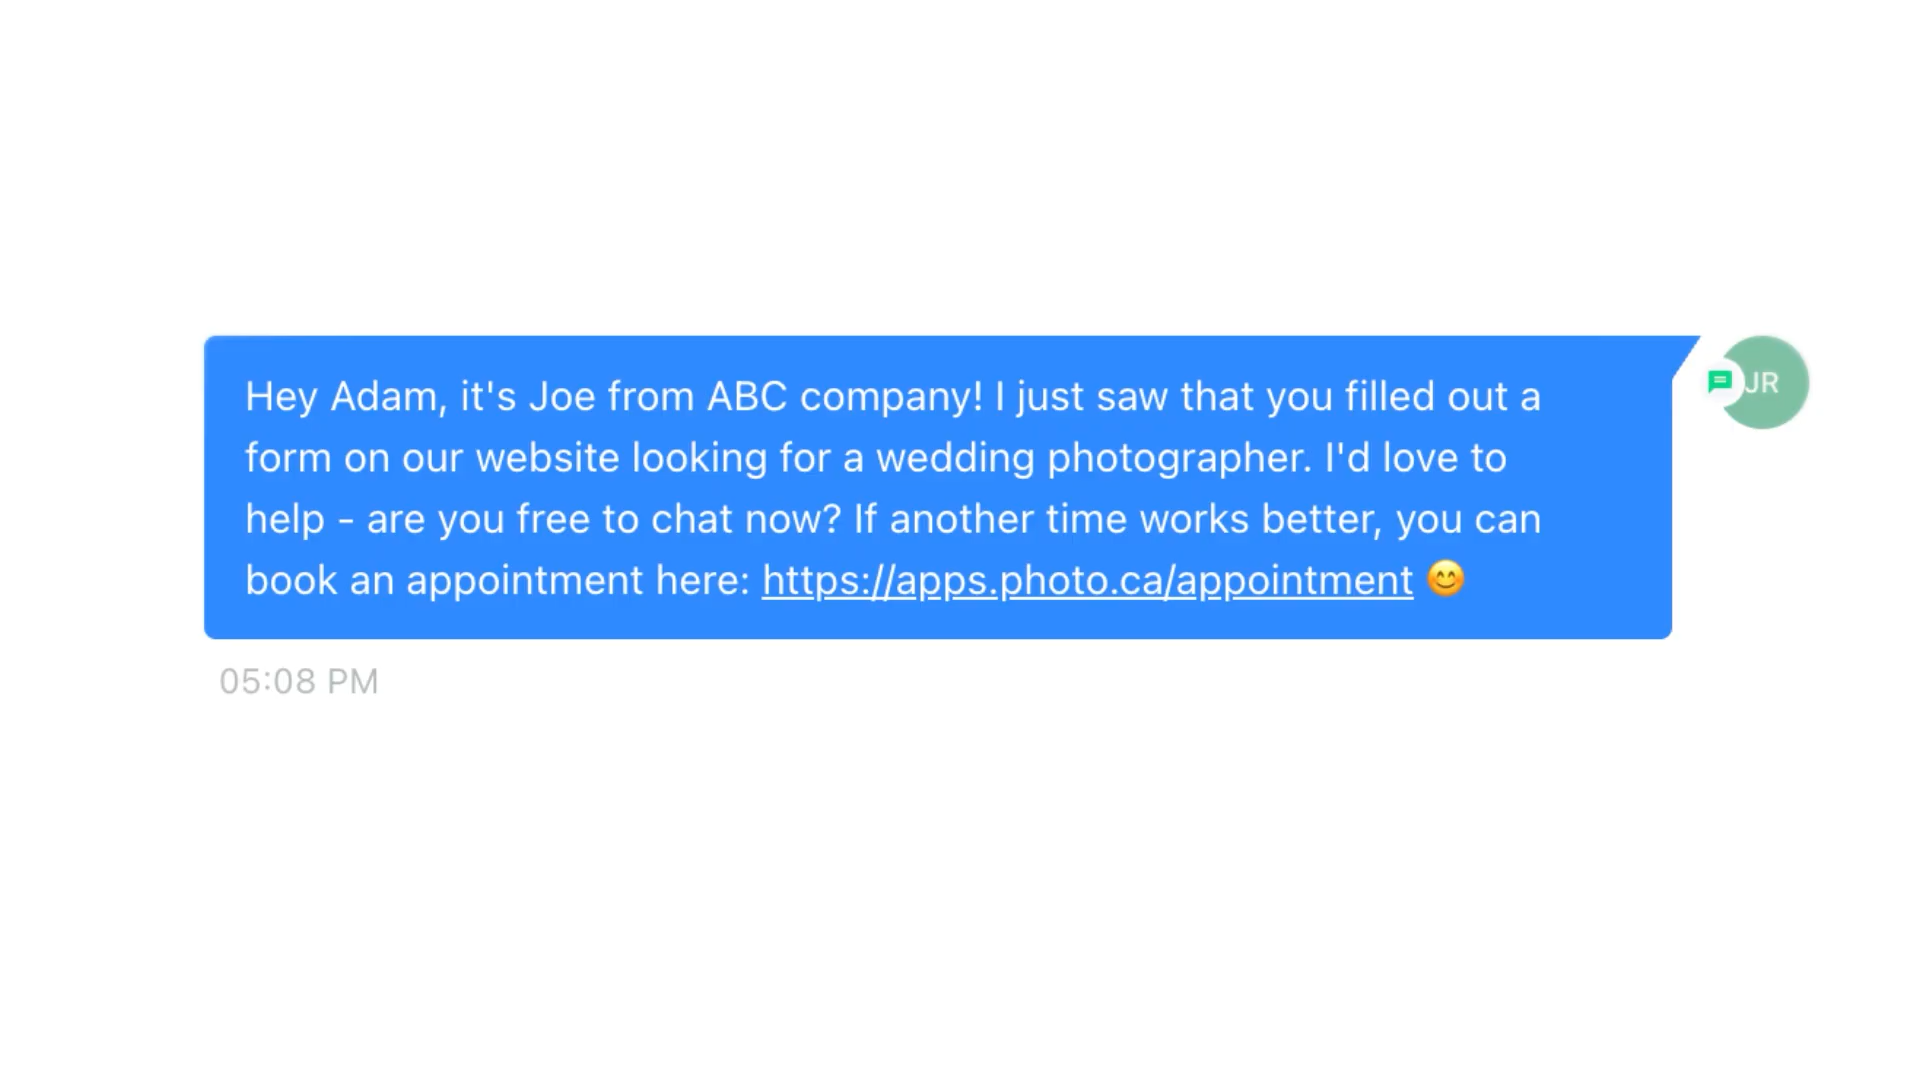 Hey Adam, it's Joe from ABC company! I just saw that you filled out a
form on our website looking for a wedding photographer. I'd love to
help - are you free to chat now? If another time works better, you can
book an appointment here: https://apps.photo.ca/appointment 😊
JR
05:08 PM